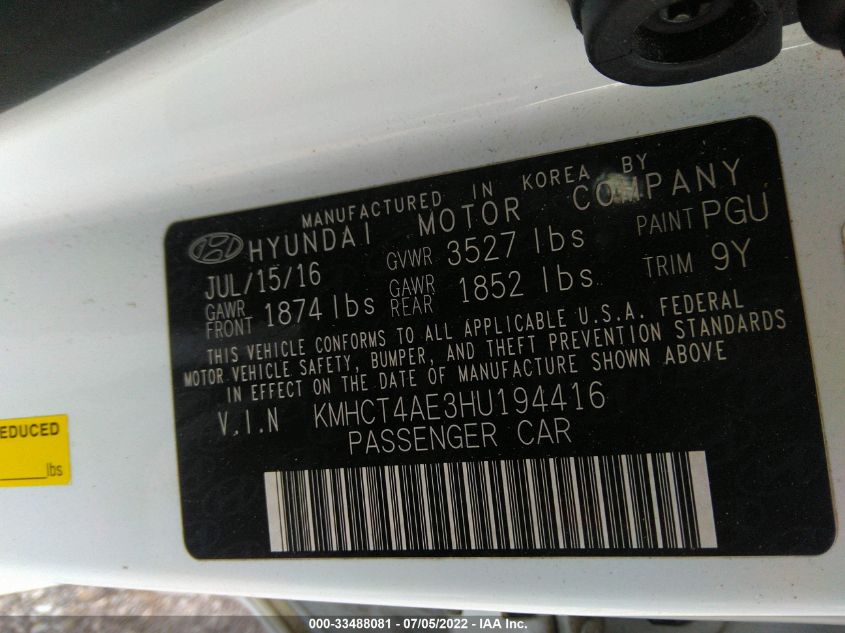 MANUFACTURED IN KOREA BY
HYUNDAI MOTOR COMPANY
JUL/15/16 GVWR 3527 lbs PAINT PGU
GAWR FRONT 1874 lbs GAWR REAR 1852 lbs TRIM 9Y
THIS VEHICLE CONFORMS TO ALL APPLICABLE U.S.A. FEDERAL
MOTOR VEHICLE SAFETY, BUMPER, AND THEFT PREVENTION STANDARDS
IN EFFECT ON THE DATE OF MANUFACTURE SHOWN ABOVE
V.I.N KMHCT4AE3HU194416
PASSENGER CAR
EDUCED
lbs
000-33488081 - 07/05/2022 - IAA Inc.